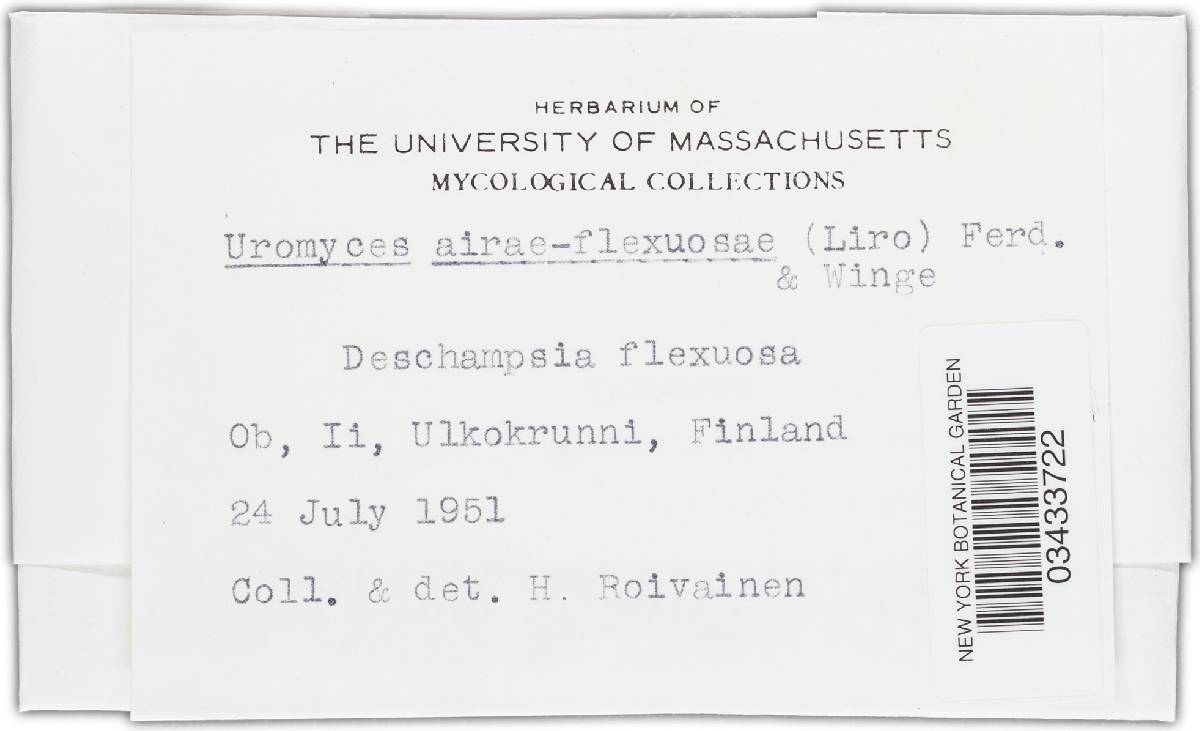 HERBARIUM OF
THE UNIVERSITY OF MASSACHUSETTS
MYCOLOGICAL COLLECTIONS
Uromyces airae-flexuosae (Liro) Ferd.
& Winge
Deschampsia flexuosa
Ob, Ii, Ulkokrunni, Finland
24 July 1951
Coll. & det. H. Roivainen
NEW YORK BOTANICAL GARDEN
03433722